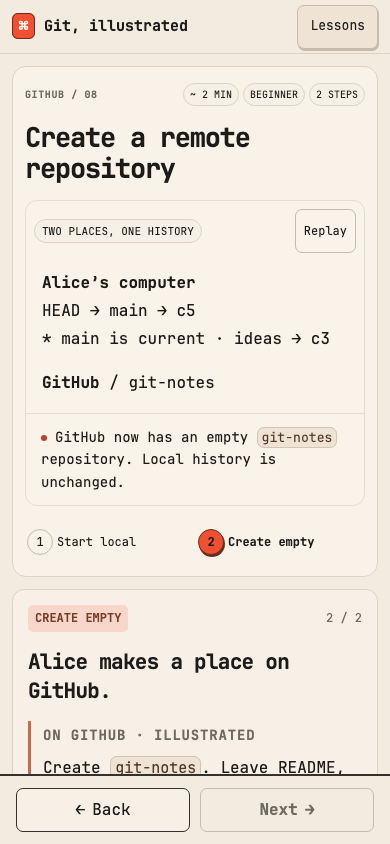 ⌘ Git, illustrated
Lessons
GITHUB / 08
~ 2 MIN
BEGINNER
2 STEPS
Create a remote
repository
TWO PLACES, ONE HISTORY
Replay
Alice’s computer
HEAD → main → c5
* main is current · ideas → c3
GitHub / git-notes
GitHub now has an empty git-notes
repository. Local history is
unchanged.
1 Start local
2 Create empty
CREATE EMPTY
2 / 2
Alice makes a place on
GitHub.
ON GITHUB · ILLUSTRATED
Create git-notes. Leave README,
← Back
Next →